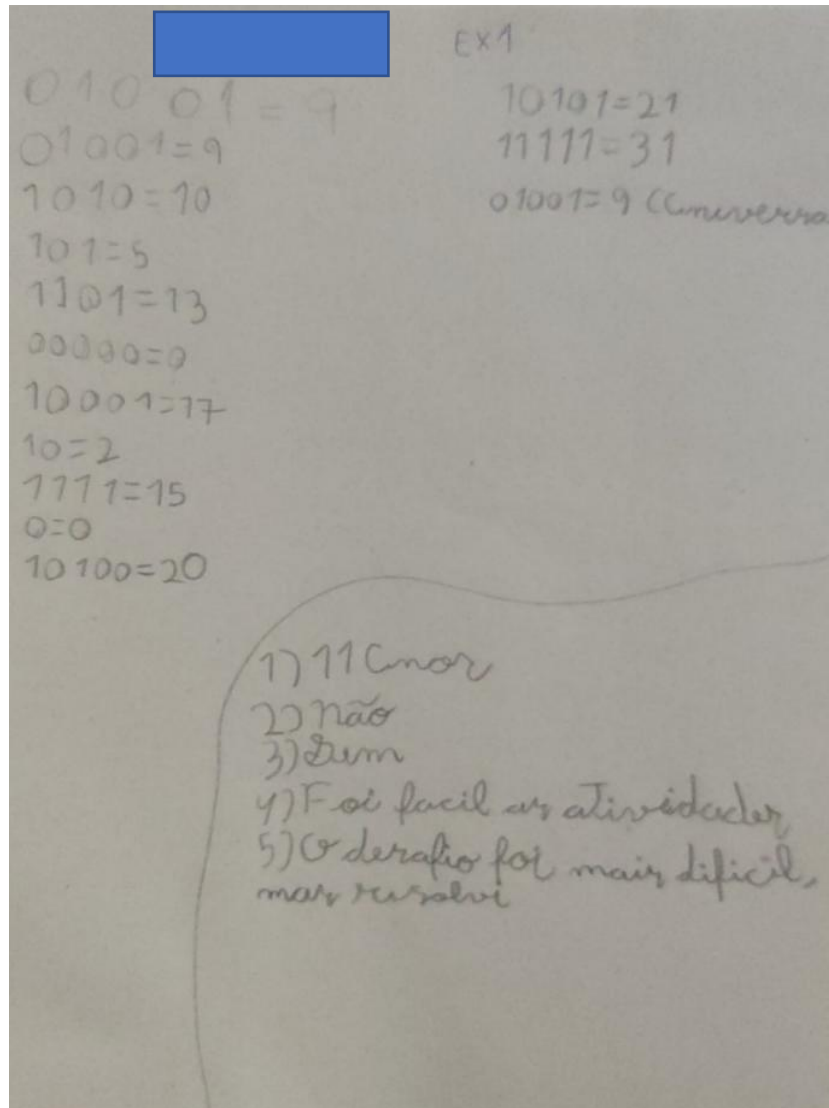 EX1
01001=9
01001=9
1010=10
101=5
1101=13
00000=0
10001=17
10=2
1111=15
0=0
10100=20
10101=21
11111=31
01001=9
1) 11 Anos
2) Não
3) Sim
4) Foi facil as atividades
5) O desafio foi mais dificil,
mas resolvi